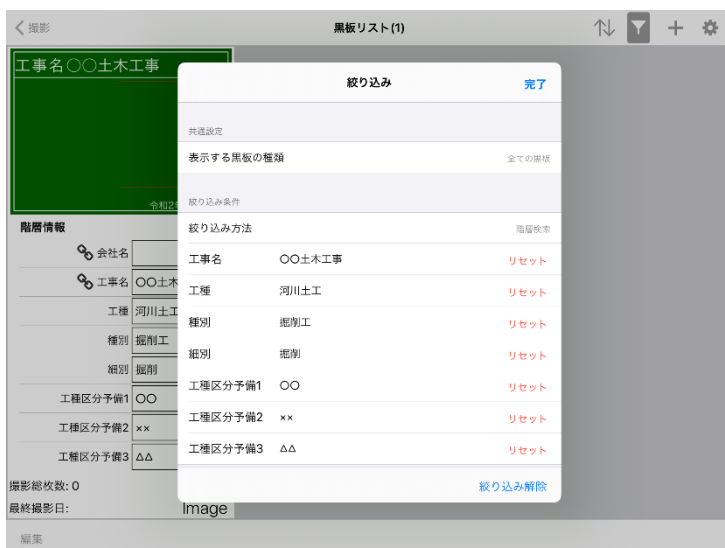 撮影
黒板リスト(1)
工事名〇〇土木工事
令和2
階層情報
会社名
工事名 〇〇土木
工種 河川土工
種別 掘削工
細別 掘削
工種区分予備1 〇〇
工種区分予備2 ××
工種区分予備3 △△
撮影総枚数: 0
最終撮影日:
Image
編集
絞り込み
完了
共通設定
表示する黒板の種類 全ての黒板
絞り込み条件
絞り込み方法 階層検索
工事名 〇〇土木工事 リセット
工種 河川土工 リセット
種別 掘削工 リセット
細別 掘削 リセット
工種区分予備1 〇〇 リセット
工種区分予備2 ×× リセット
工種区分予備3 △△ リセット
絞り込み解除